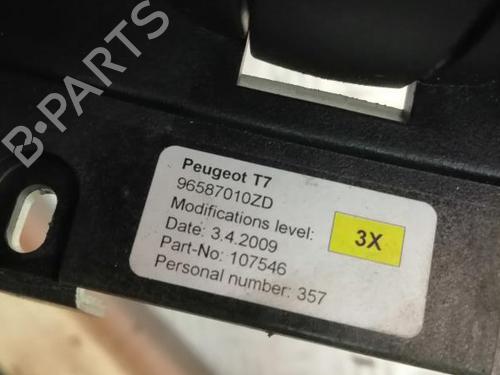 B-PARTS
Peugeot T7
96587010ZD
Modifications level:
3X
Date: 3.4.2009
Part-No: 107546
Personal number: 357